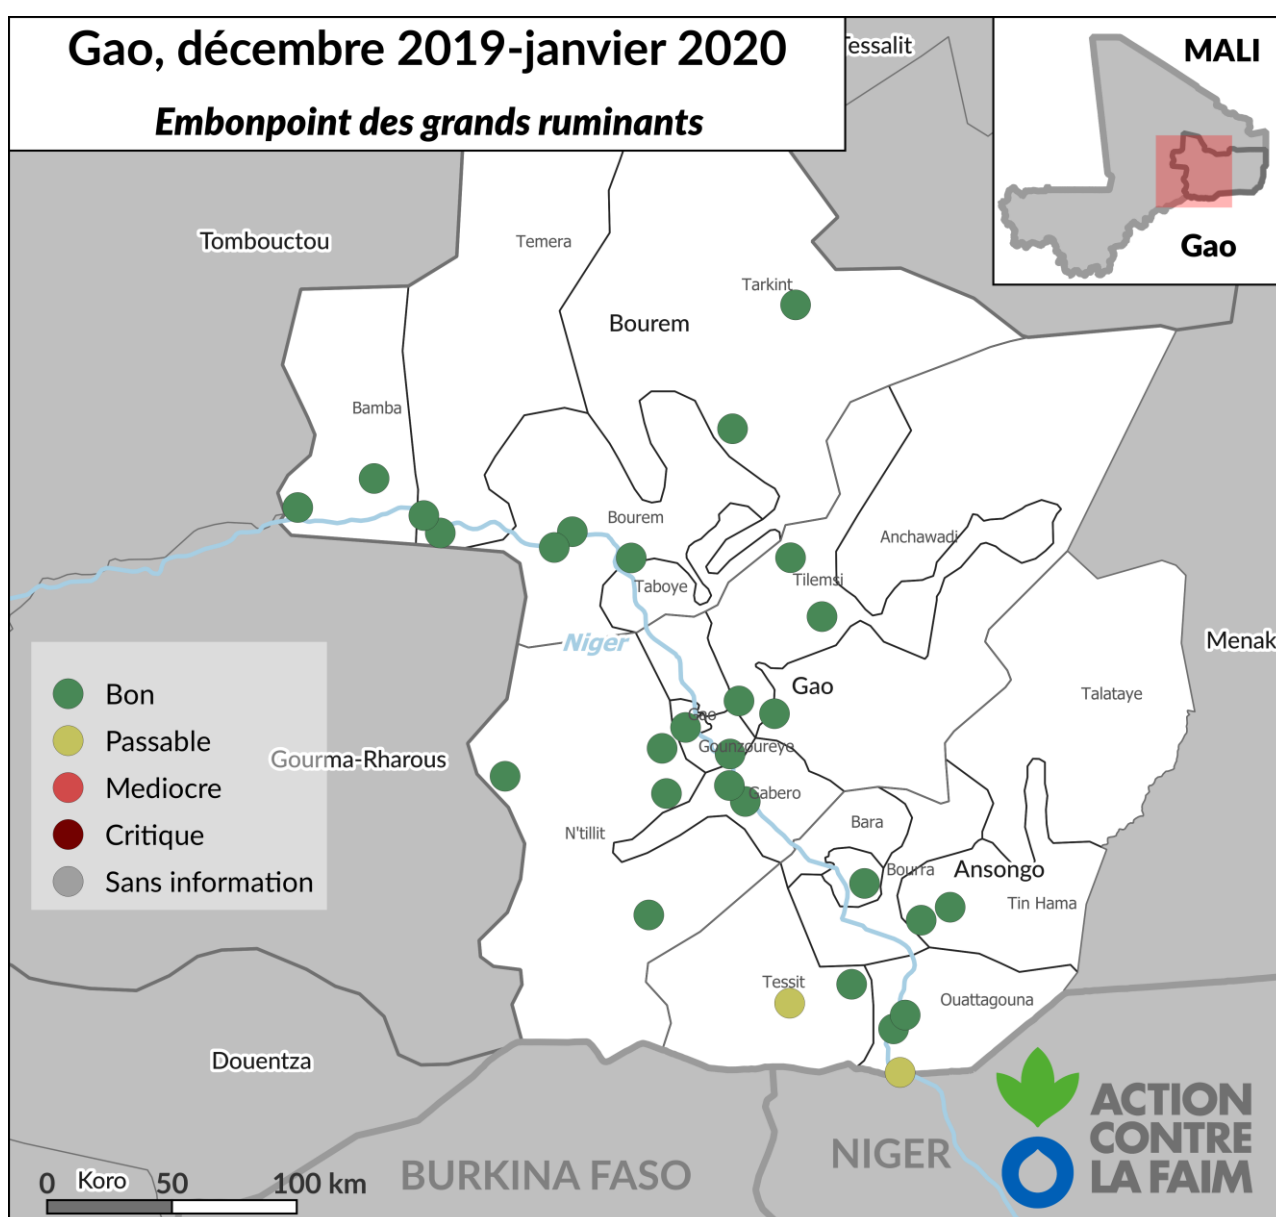 Gao, décembre 2019-janvier 2020
Embonpoint des grands ruminants
Tessalit
MALI
Gao
Tombouctou
Temera
Tarkint
Bourem
Bamba
Bourem
Anchawadi
Tilemsi
Taboye
Niger
Menak
Gao
Talataye
Gao
Gounzoureye
Gabero
Gourma-Rharous
N'tillit
Bara
Bourra
Ansongo
Tin Hama
Tessit
Ouattagouna
Bon
Passable
Mediocre
Critique
Sans information
Douentza
Koro
0 50 100 km
BURKINA FASO
NIGER
ACTION
CONTRE
LA FAIM